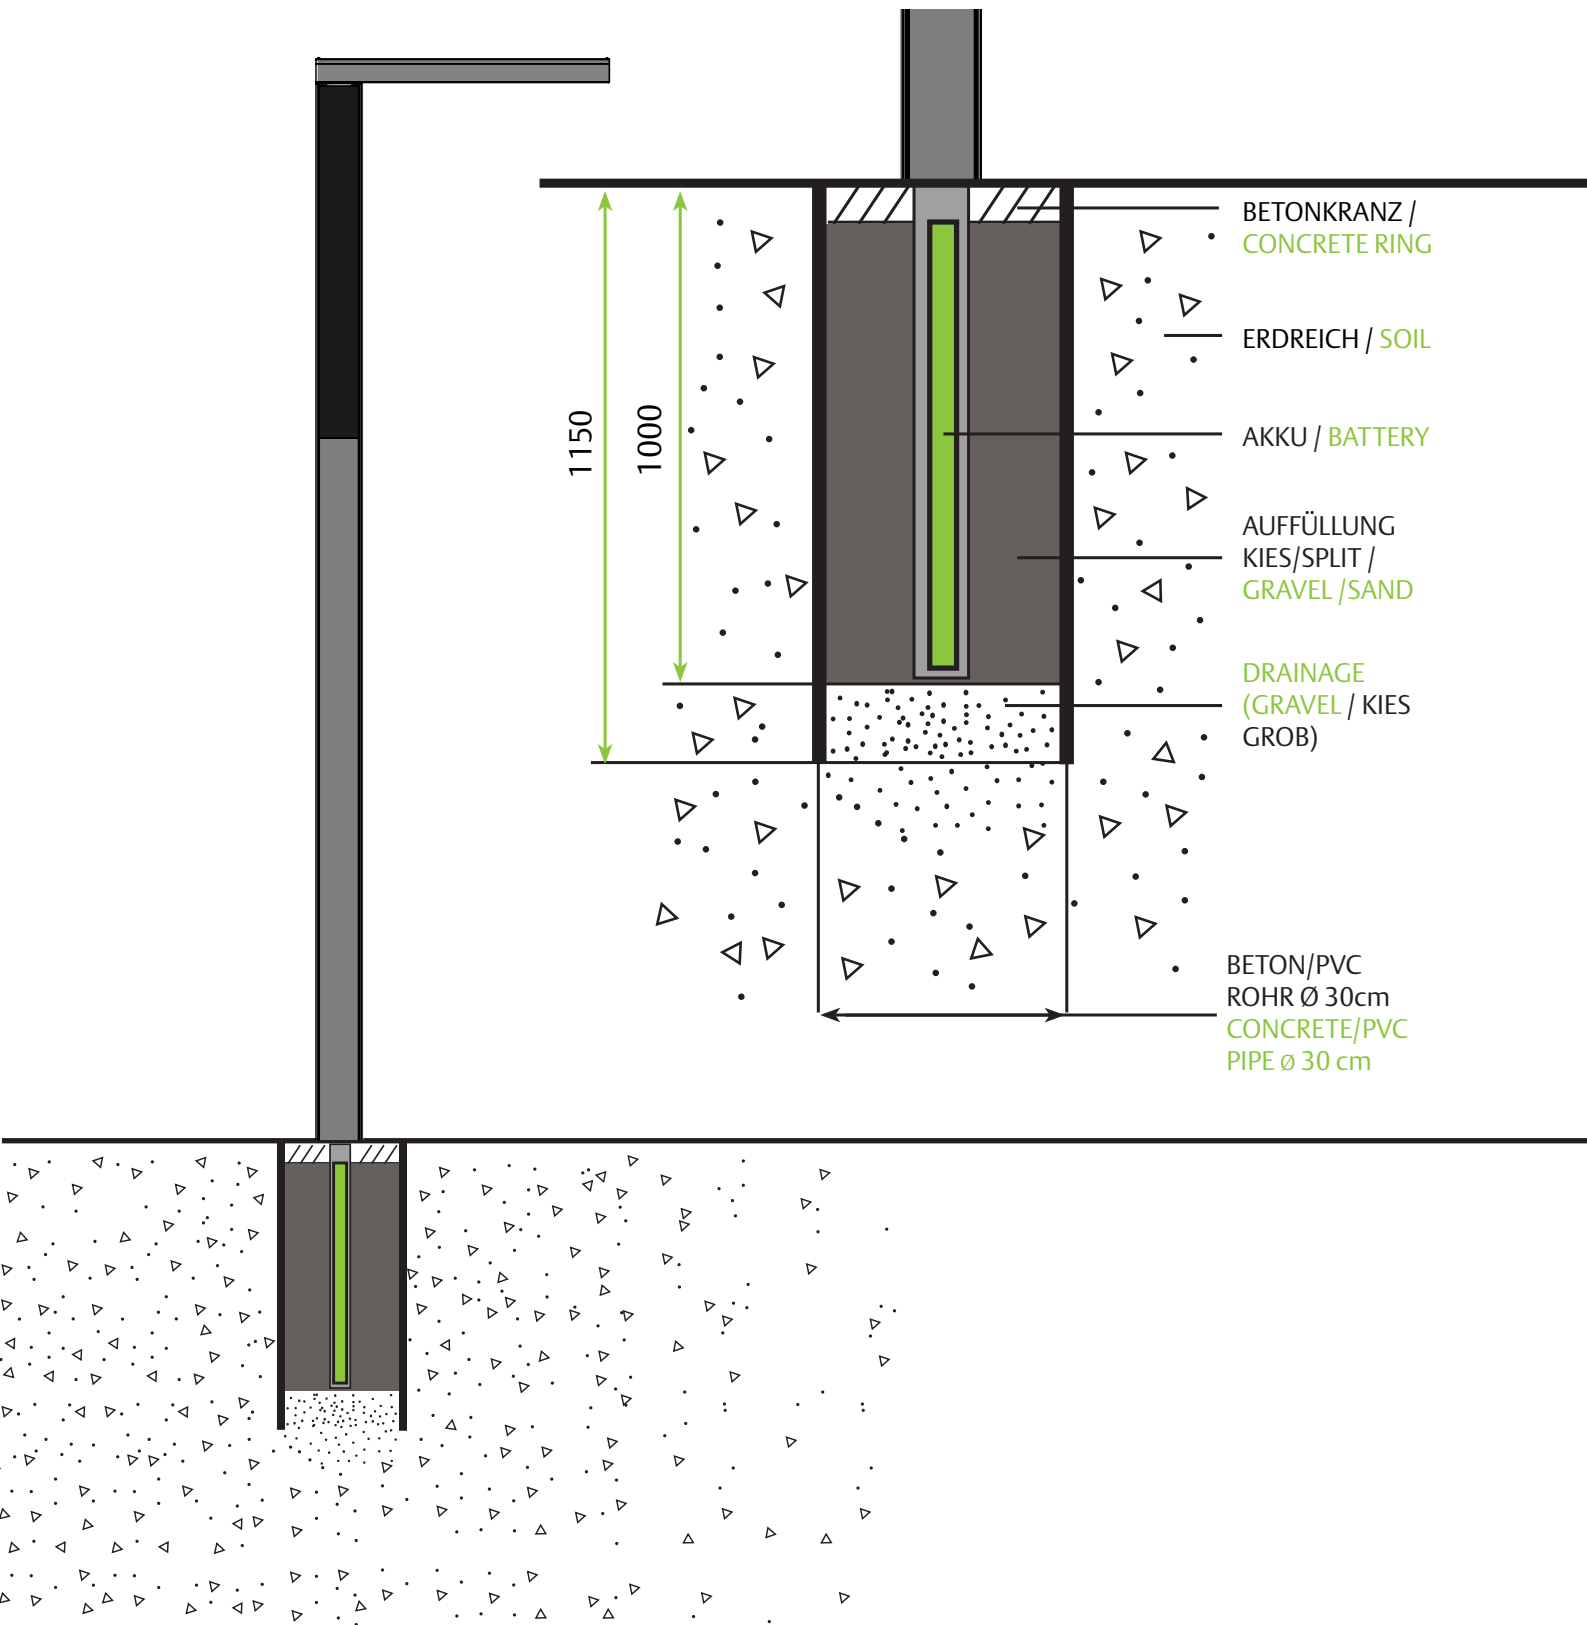 BETONKRANZ /
CONCRETE RING
ERDREICH / SOIL
AKKU / BATTERY
1150
1000
AUFFÜLLUNG
KIES/SPLIT /
GRAVEL /SAND
DRAINAGE
(GRAVEL / KIES
GROB)
BETON/PVC
ROHR Ø 30cm
CONCRETE/PVC
PIPE Ø 30 cm